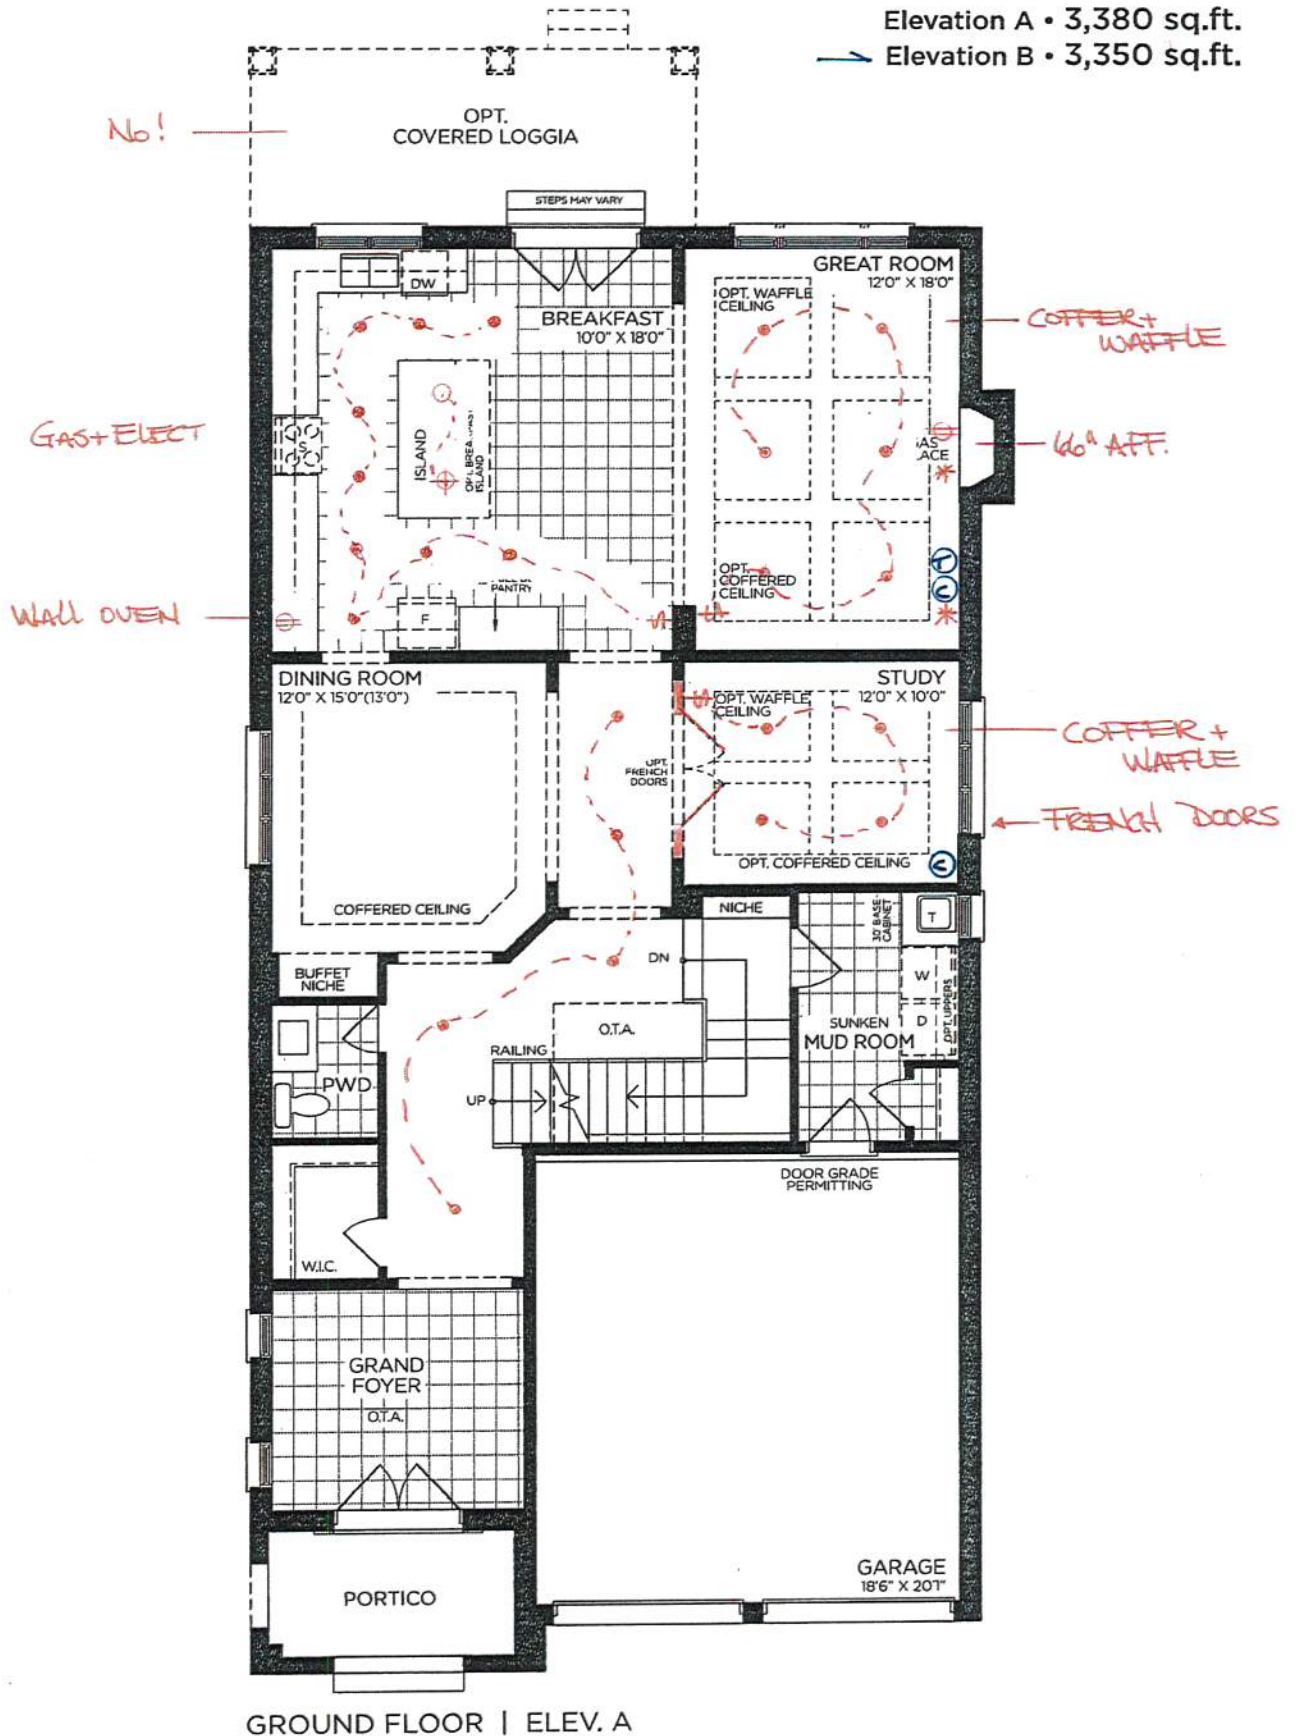 Elevation A • 3,380 sq.ft.
Elevation B • 3,350 sq.ft.
No!
OPT.
COVERED LOGGIA
STEPS MAY VARY
DW
BREAKFAST
10'0" X 18'0"
GREAT ROOM
12'0" X 18'0"
OPT. WAFFLE
CEILING
COFFER +
WAFFLE
GAS + ELECT
S
ISLAND
ISLAND
66" AFF.
OPT.
COFFERED
CEILING
T
C
WALL OVEN
PANTRY
F
DINING ROOM
12'0" X 15'0"(13'0")
STUDY
12'0" X 10'0"
OPT. WAFFLE
CEILING
COFFER +
WAFFLE
OPT.
FRENCH
DOORS
FRENCH DOORS
OPT. COFFERED CEILING
C
COFFERED CEILING
NICHE
30" BASE
CABINET
T
BUFFET
NICHE
DN
W
D
OPT. UPPERS
O.T.A.
SUNKEN
MUD ROOM
RAILING
PWD
UP
DOOR GRADE
PERMITTING
W.I.C.
GRAND
FOYER
O.T.A.
GARAGE
18'6" X 20'1"
PORTICO
GROUND FLOOR | ELEV. A